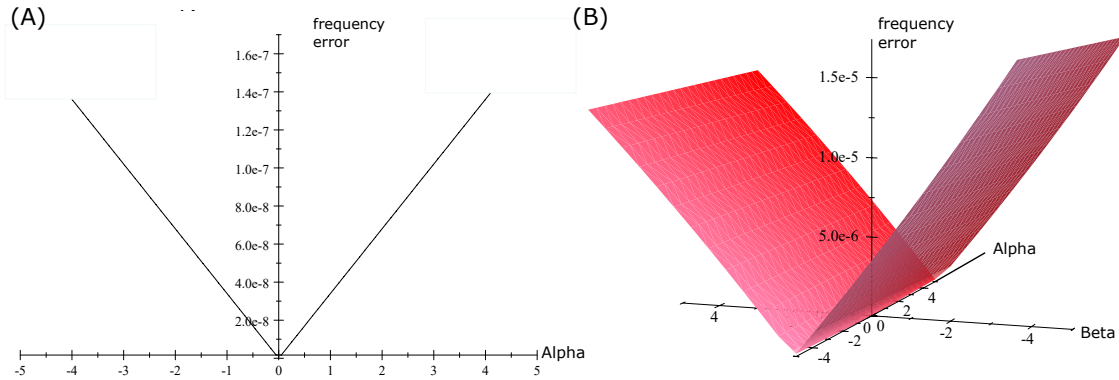 (A)
frequency
error
1.6e-7
1.4e-7
1.2e-7
1.0e-7
8.0e-8
6.0e-8
4.0e-8
2.0e-8
-5 -4 -3 -2 -1 0 1 2 3 4 5
Alpha
(B)
frequency
error
1.5e-5
1.0e-5
5.0e-6
Alpha
4
2
0
-2
-4
4 0 -2 -4
Beta